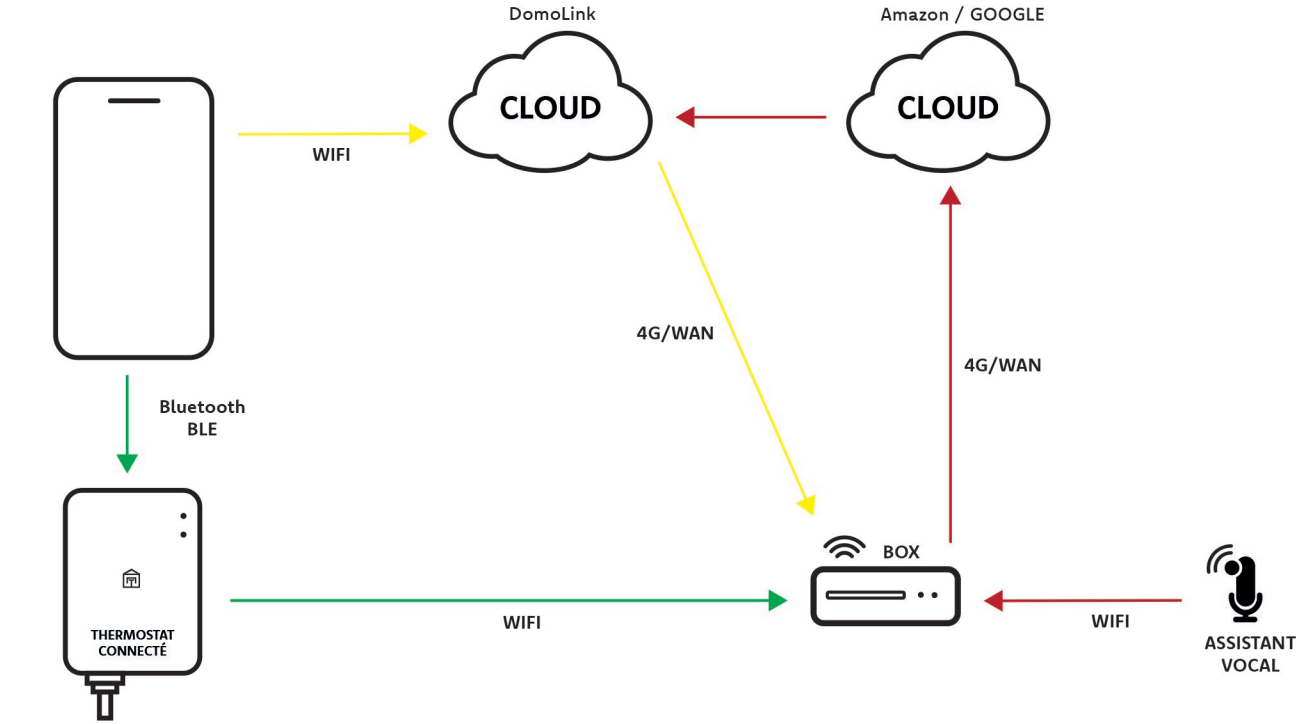 DomoLink
Amazon / GOOGLE
CLOUD
CLOUD
WIFI
4G/WAN
4G/WAN
Bluetooth
BLE
BOX
THERMOSTAT
CONNECTÉ
WIFI
WIFI
ASSISTANT
VOCAL